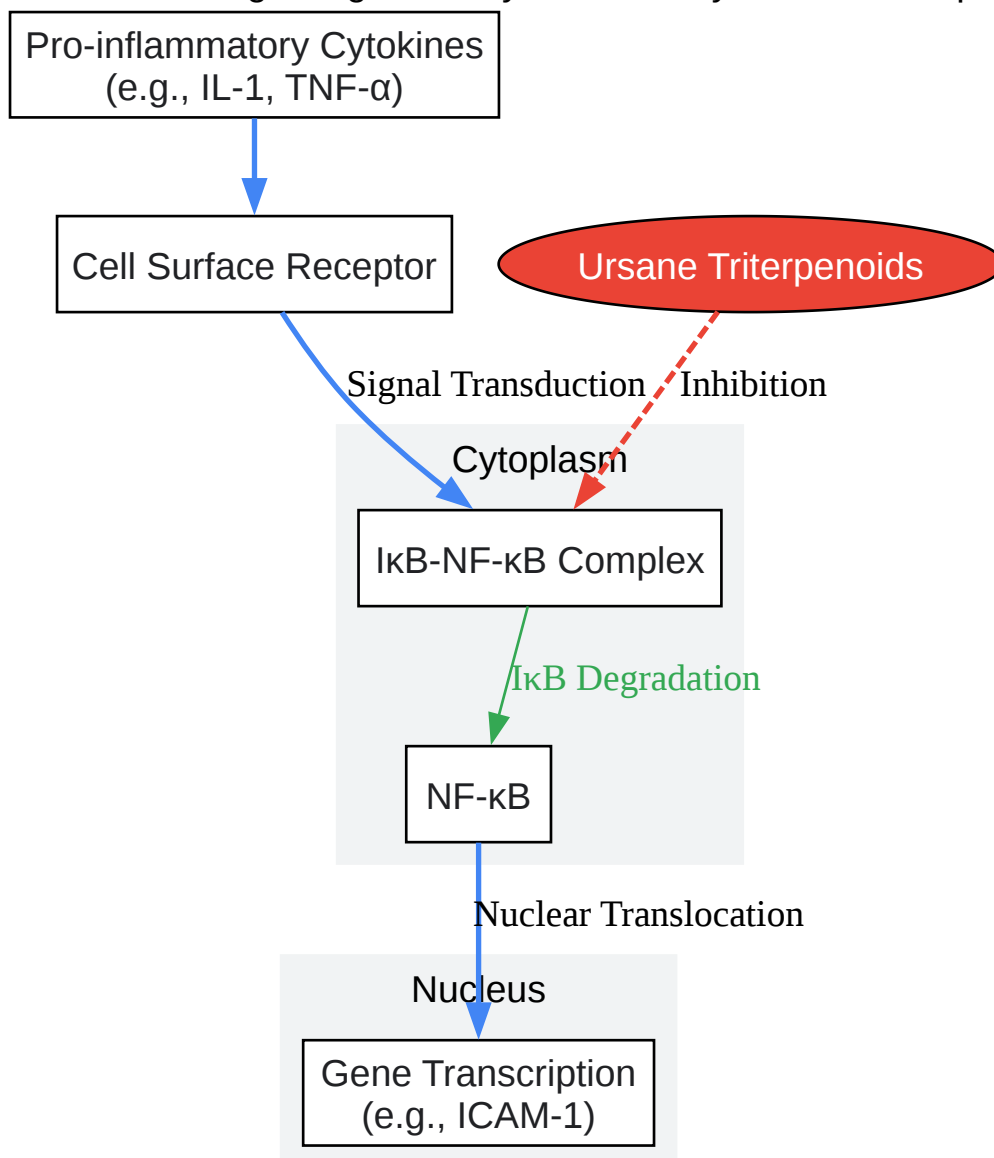 Pro-inflammatory Cytokines
(e.g., IL-1, TNF-α)
Cell Surface Receptor
Ursane Triterpenoids
Signal Transduction
Inhibition
Cytoplasm
IκB-NF-κB Complex
IκB Degradation
NF-κB
Nuclear Translocation
Nucleus
Gene Transcription
(e.g., ICAM-1)